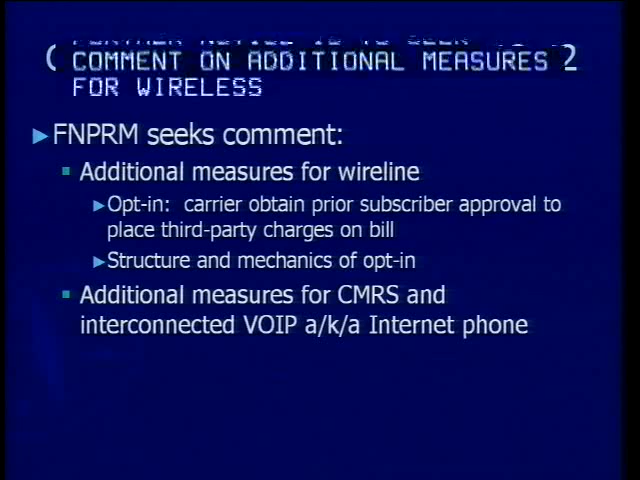 ( 2
COMMENT ON ADDITIONAL MEASURES
FOR WIRELESS
►FNPRM seeks comment:
▪ Additional measures for wireline
►Opt-in: carrier obtain prior subscriber approval to
place third-party charges on bill
►Structure and mechanics of opt-in
▪ Additional measures for CMRS and
interconnected VOIP a/k/a Internet phone